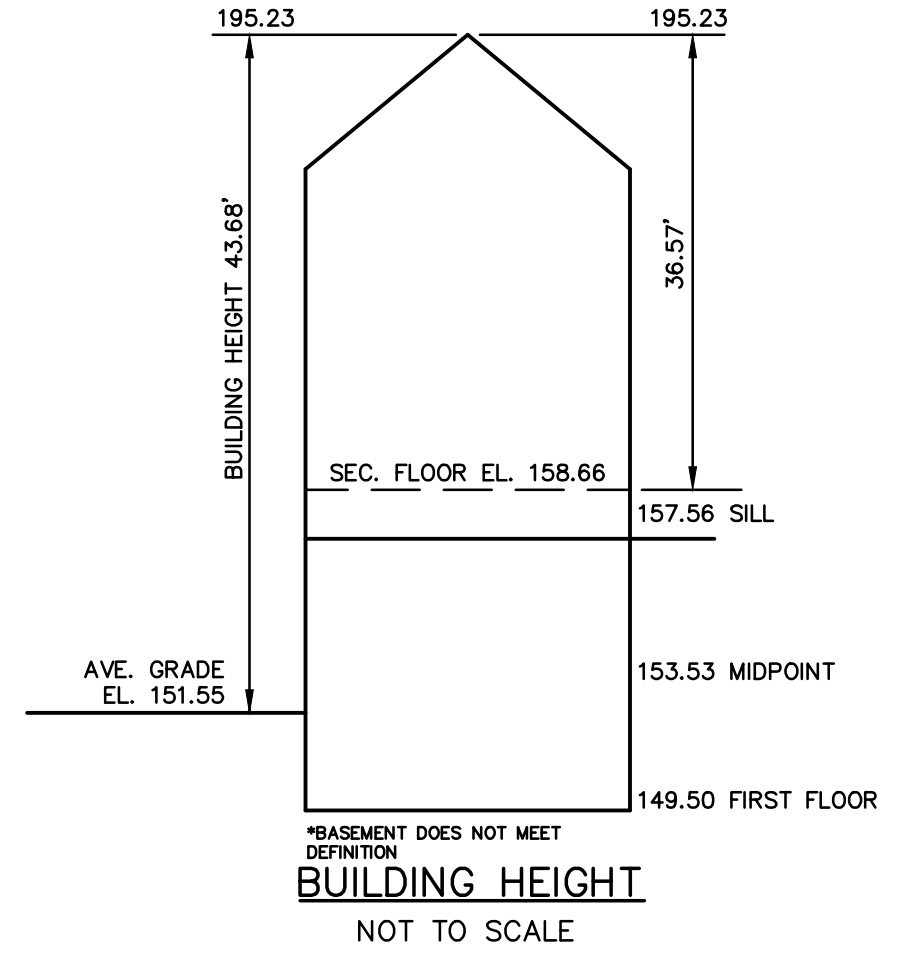 195.23
195.23
BUILDING HEIGHT 43.68'
36.57'
SEC. FLOOR EL. 158.66
157.56 SILL
AVE. GRADE
EL. 151.55
153.53 MIDPOINT
149.50 FIRST FLOOR
*BASEMENT DOES NOT MEET
DEFINITION
BUILDING HEIGHT
NOT TO SCALE